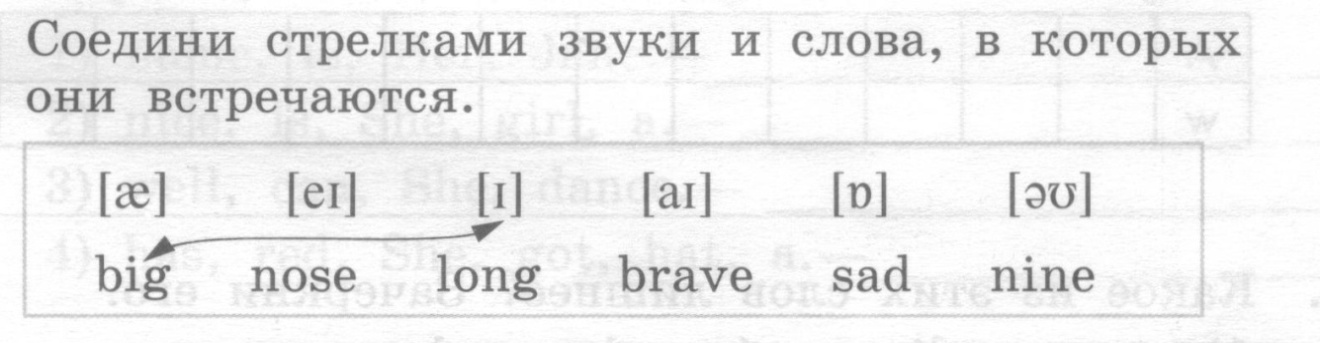 Соедини стрелками звуки и слова, в которых
они встречаются.
[æ] [eɪ] [ɪ] [aɪ] [ɒ] [əʊ]
big nose long brave sad nine